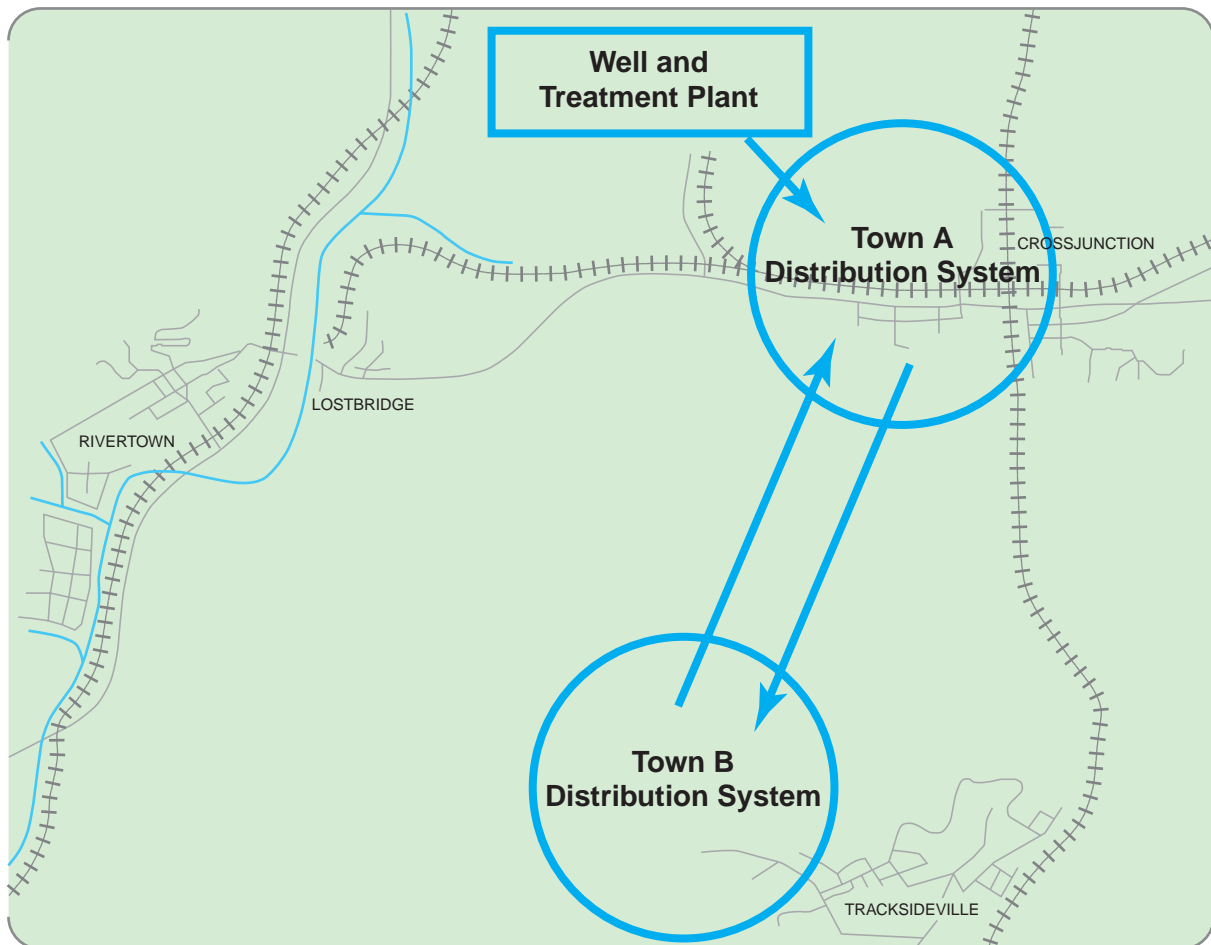 Well and
Treatment Plant
Town A
Distribution System
CROSSJUNCTION
LOSTBRIDGE
RIVERTOWN
Town B
Distribution System
TRACKSIDEVILLE